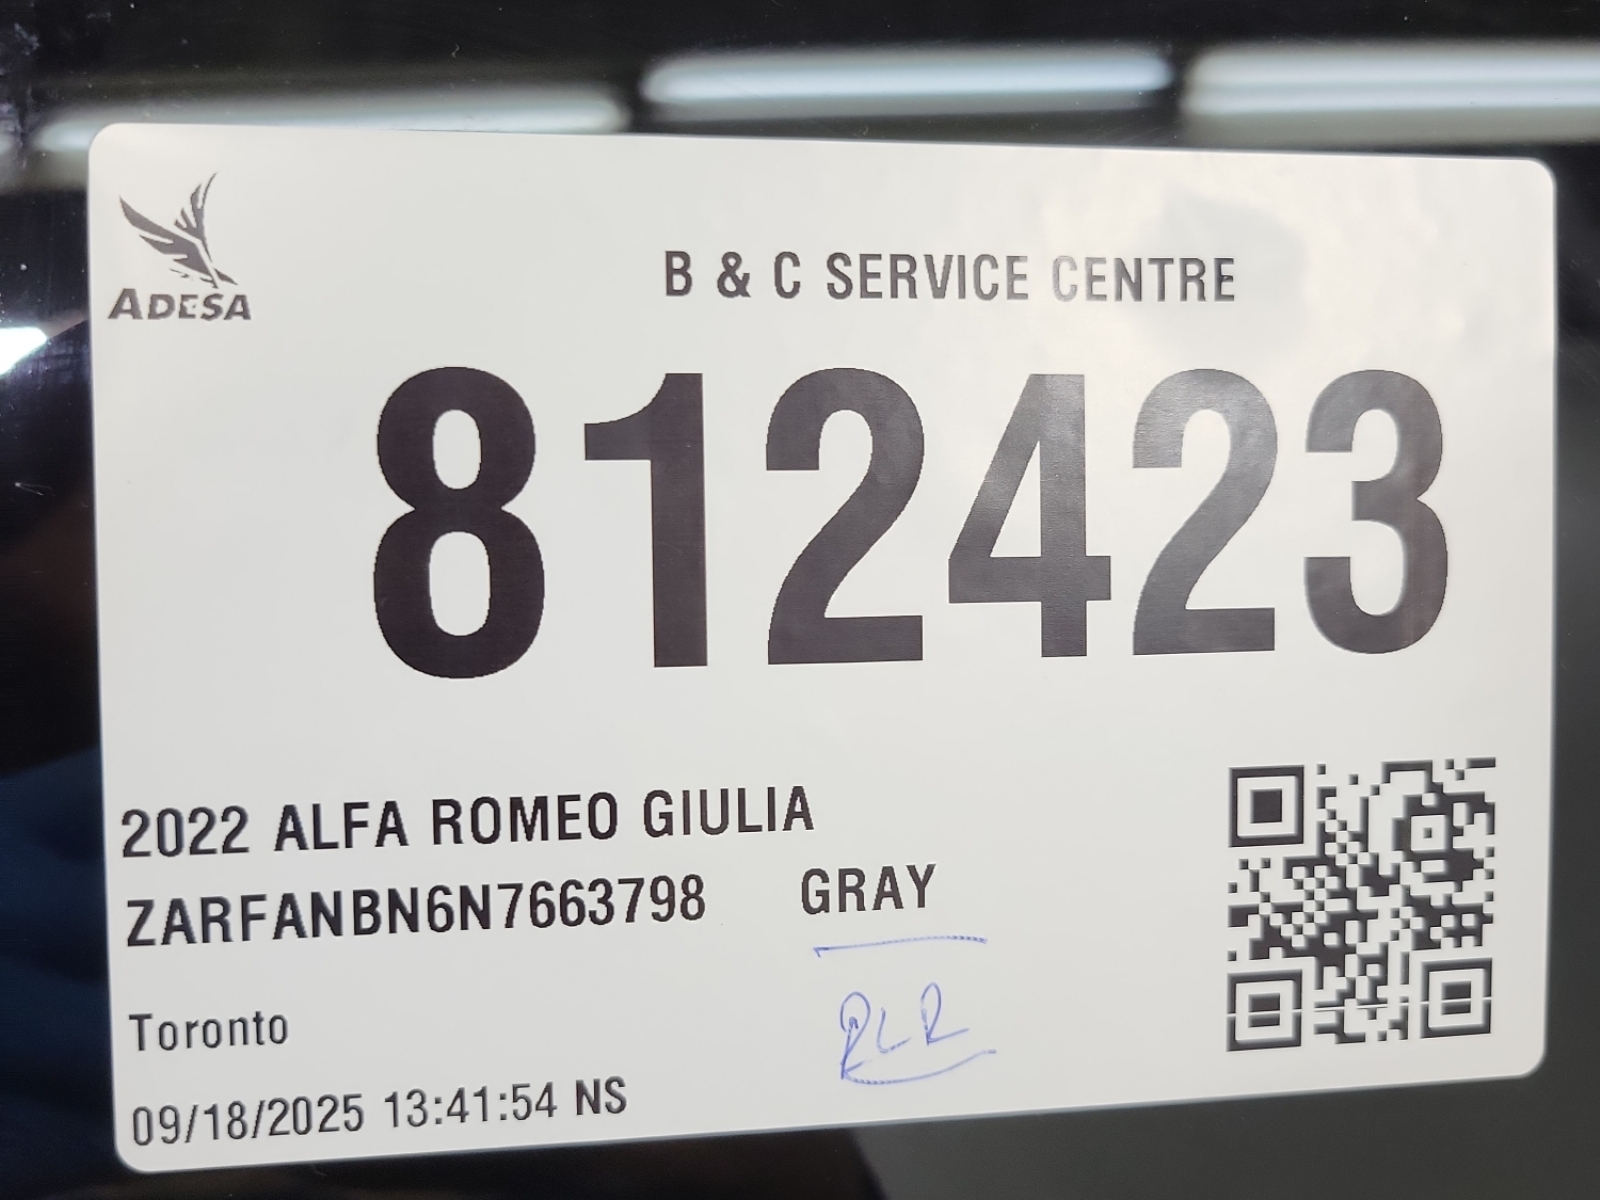 ADESA
B & C SERVICE CENTRE
812423
2022 ALFA ROMEO GIULIA
ZARFANBN6N7663798 GRAY
RLR
Toronto
09/18/2025 13:41:54 NS